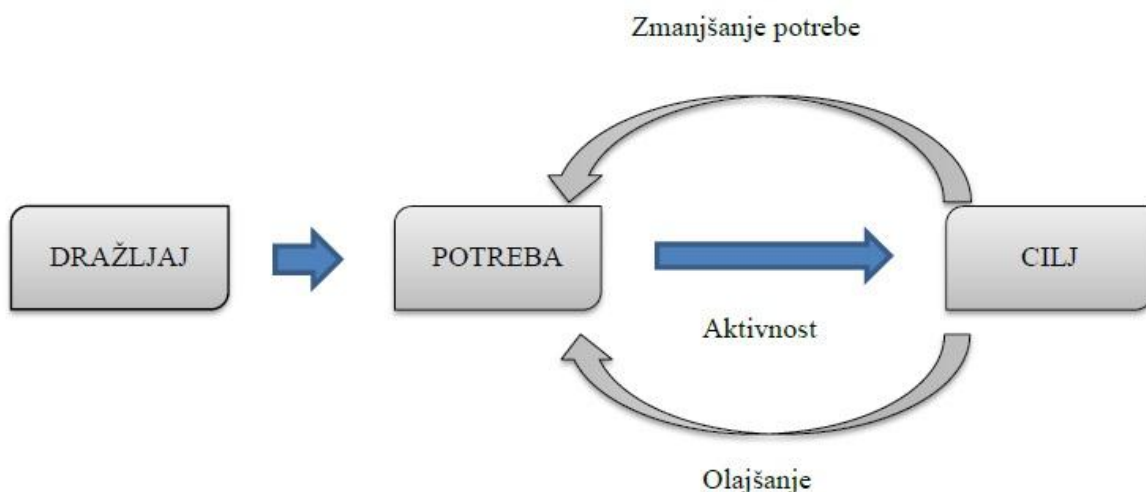 Zmanjšanje potrebe
DRAŽLJAJ
POTREBA
CILJ
Aktivnost
Olajšanje